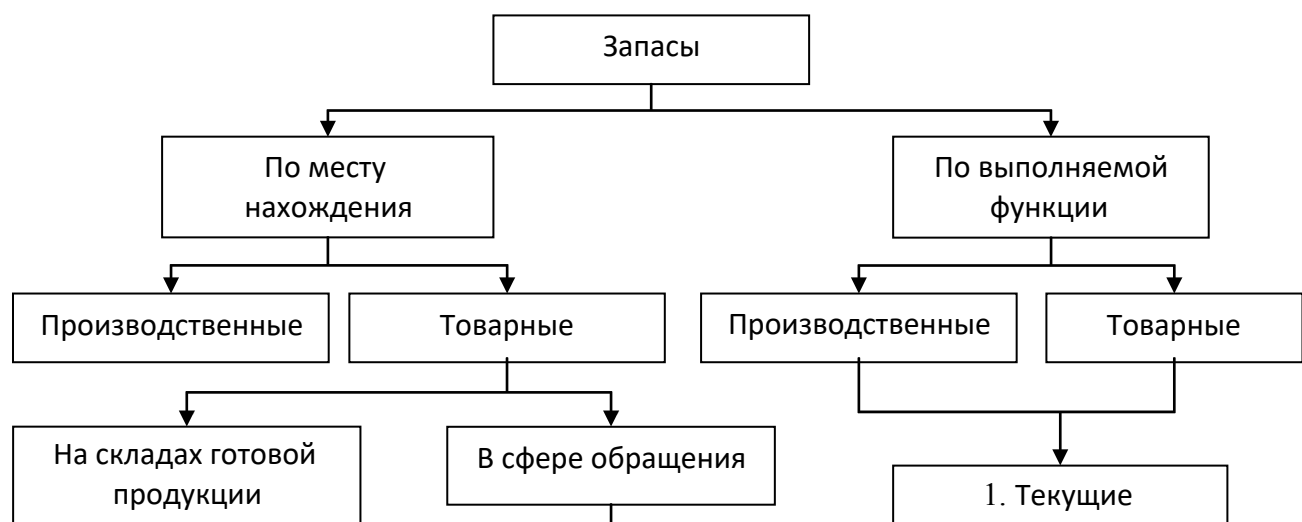 Запасы
По месту
нахождения
По выполняемой
функции
Производственные
Товарные
Производственные
Товарные
На складах готовой
продукции
В сфере обращения
1. Текущие